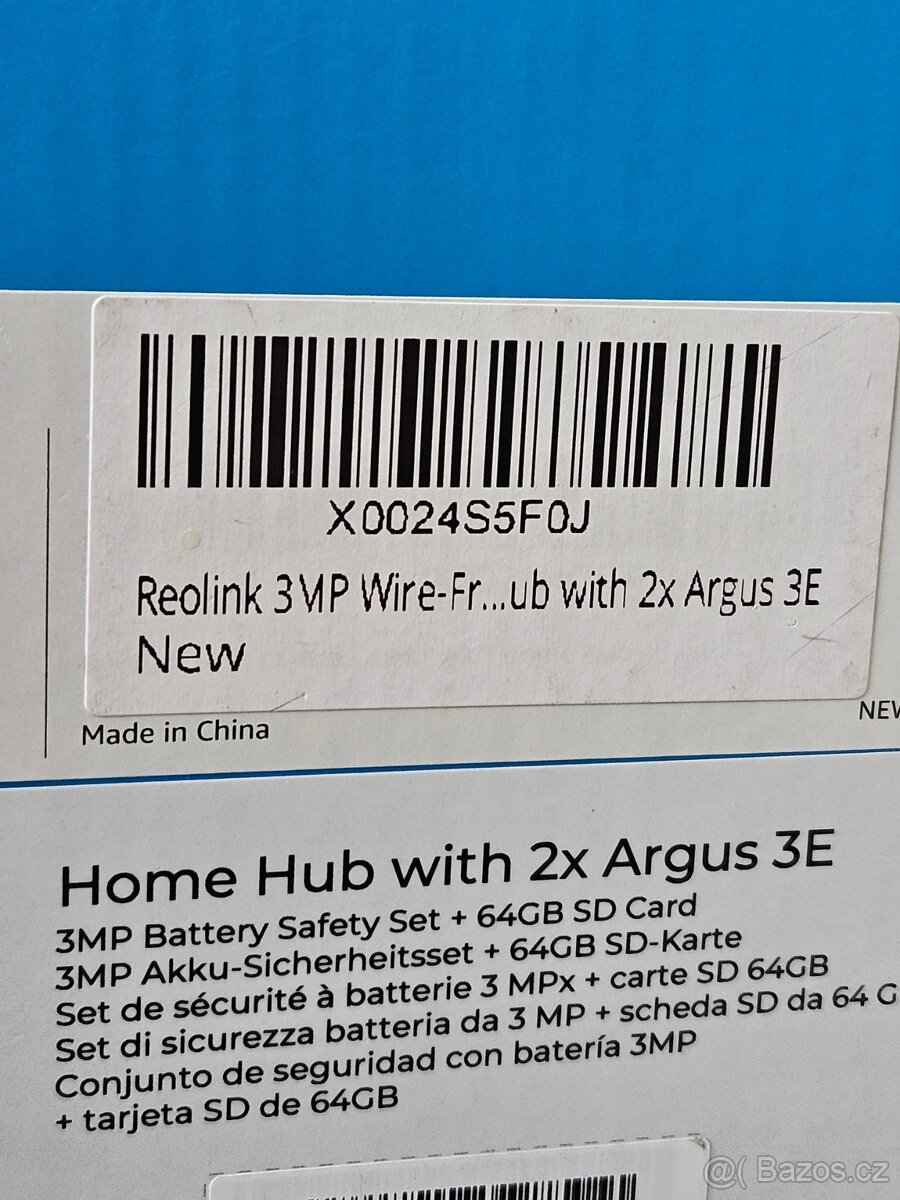 X0024S5F0J
Reolink 3MP Wire-Fr...ub with 2x Argus 3E
New
Made in China
NEW
Home Hub with 2x Argus 3E
3MP Battery Safety Set + 64GB SD Card
3MP Akku-Sicherheitsset + 64GB SD-Karte
Set de sécurité à batterie 3 MPx + carte SD 64GB
Set di sicurezza batteria da 3 MP + scheda SD da 64 G
Conjunto de seguridad con batería 3MP
+ tarjeta SD de 64GB
@( Bazos.cz